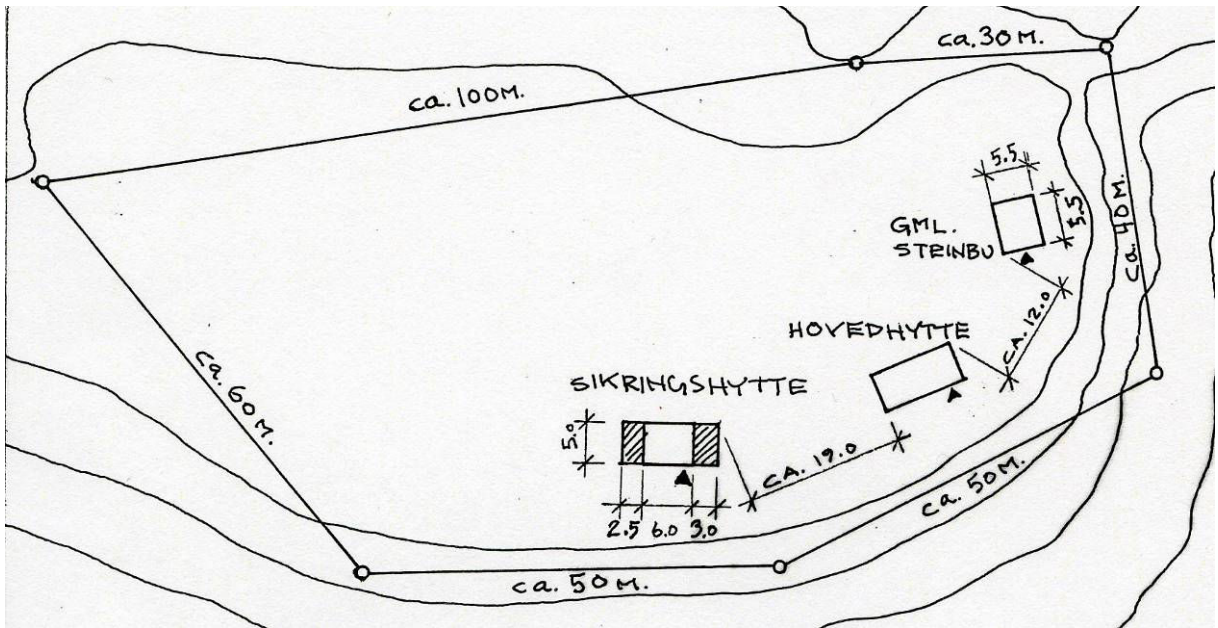 ca. 30 M.
ca. 100 M.
5.5
5.5
GML.
STEINBU
ca. 40 M.
CA. 12.0
HOVEDHYTTE
SIKRINGSHYTTE
ca. 60 M.
5.0
CA. 19.0
ca. 50 M.
2.5 6.0 3.0
ca. 50 M.